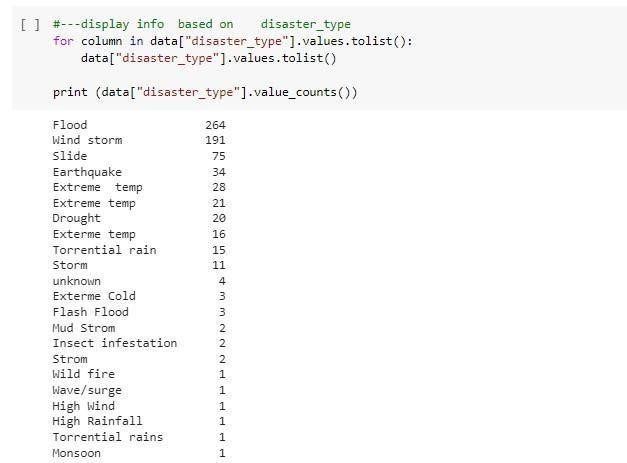 [ ] #---display info  based on    disaster_type
for column in data["disaster_type"].values.tolist():
    data["disaster_type"].values.tolist()
print (data["disaster_type"].value_counts())
Flood 264
Wind storm 191
Slide 75
Earthquake 34
Extreme  temp 28
Extreme temp 21
Drought 20
Exterme temp 16
Torrential rain 15
Storm 11
unknown 4
Exterme Cold 3
Flash Flood 3
Mud Strom 2
Insect infestation 2
Strom 2
Wild fire 1
Wave/surge 1
High Wind 1
High Rainfall 1
Torrential rains 1
Monsoon 1